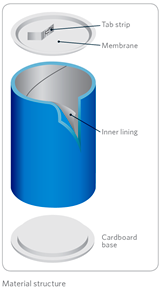 Tab strip
Membrane
Inner lining
Cardboard
base
Material structure